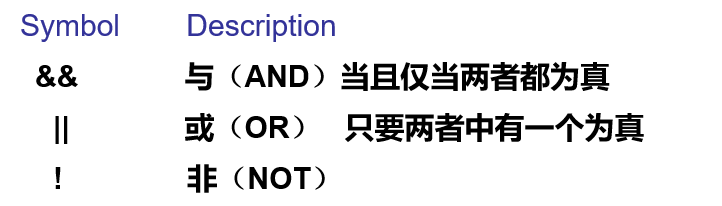 Symbol Description
&& 与（AND）当且仅当两者都为真
|| 或（OR） 只要两者中有一个为真
! 非（NOT）